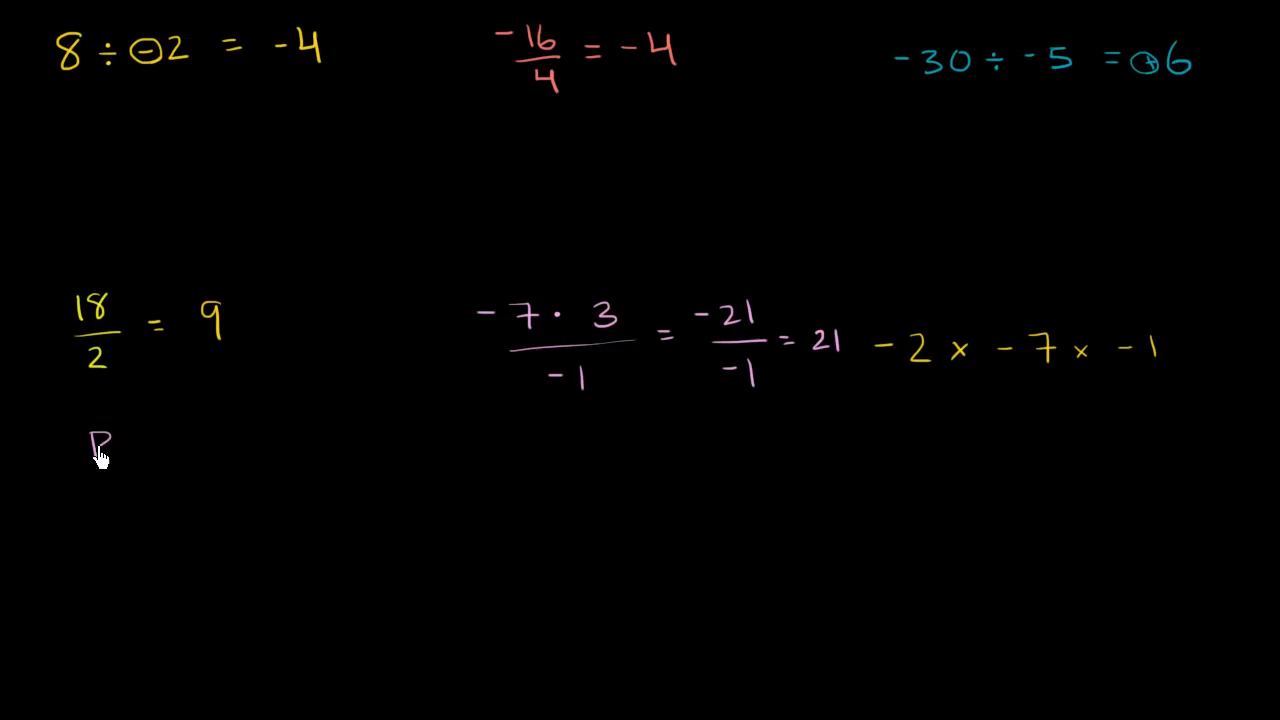 8 ÷ -2 = -4
-16/4 = -4
-30 ÷ -5 = +6
18/2 = 9
-7 · 3/-1 = -21/-1 = 21
-2 x -7 x -1